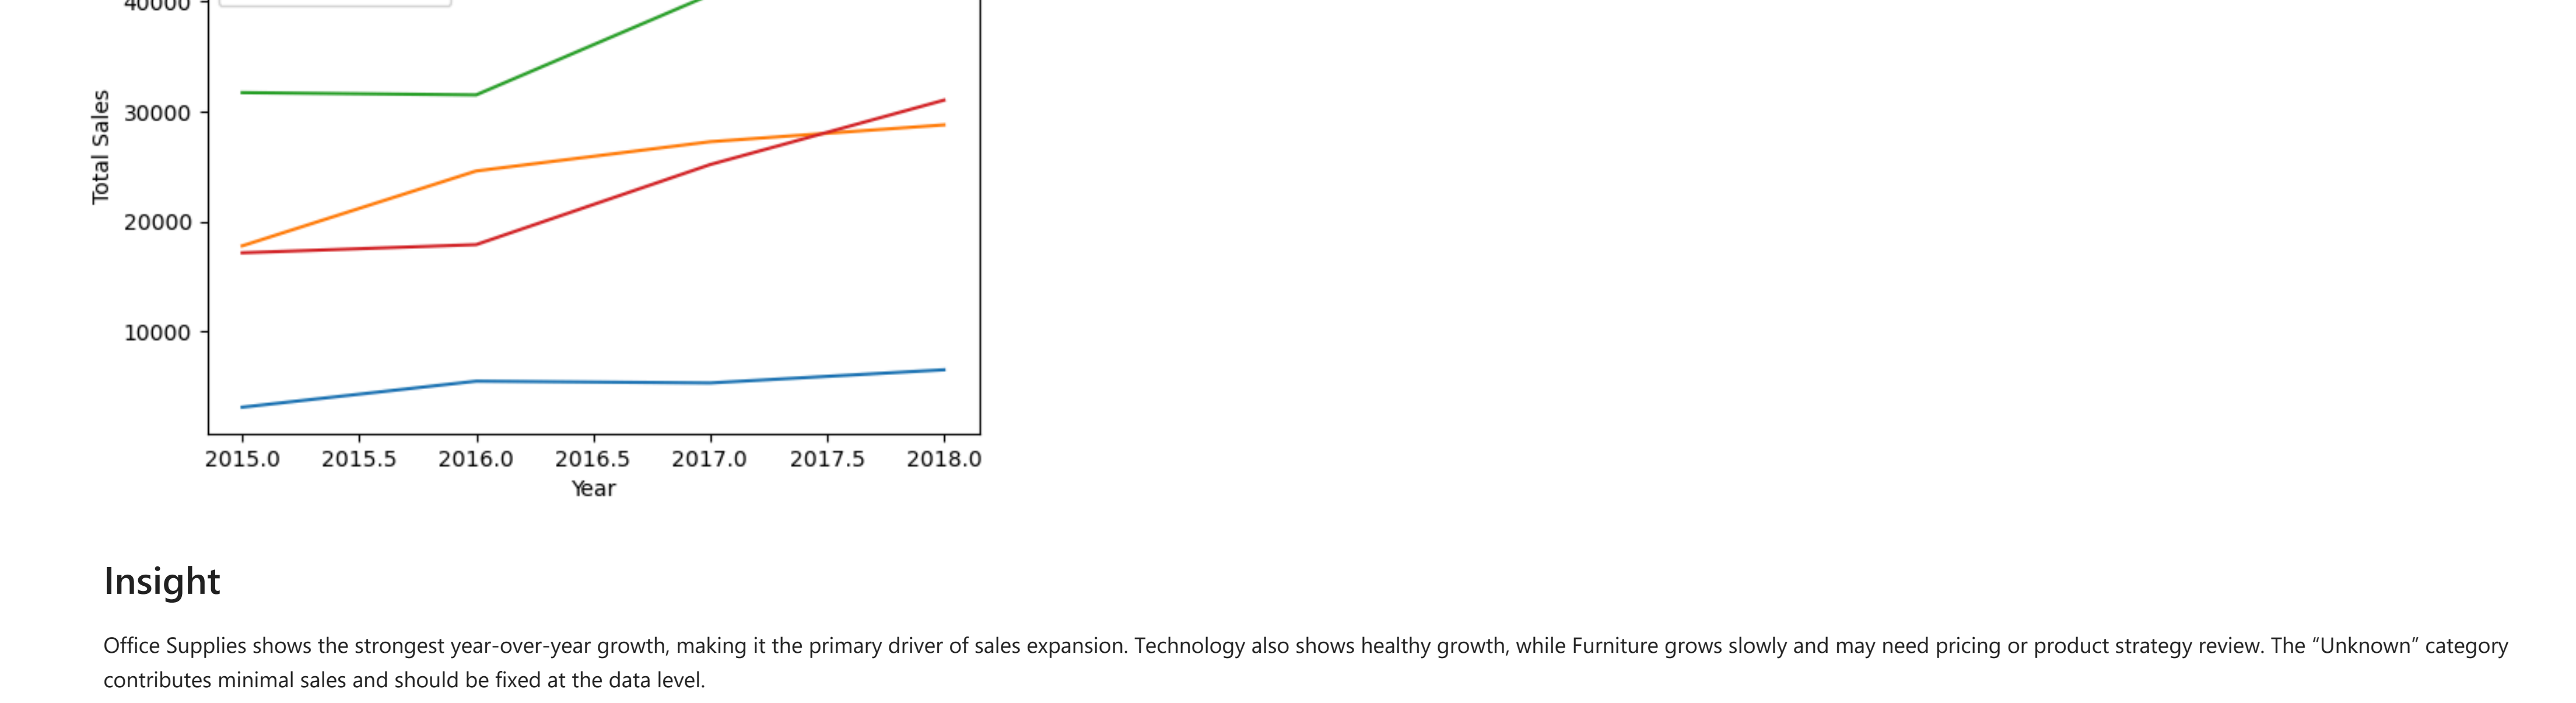 40000
30000
20000
10000
Total Sales
2015.0 2015.5 2016.0 2016.5 2017.0 2017.5 2018.0
Year
Insight
Office Supplies shows the strongest year-over-year growth, making it the primary driver of sales expansion. Technology also shows healthy growth, while Furniture grows slowly and may need pricing or product strategy review. The “Unknown” category
contributes minimal sales and should be fixed at the data level.